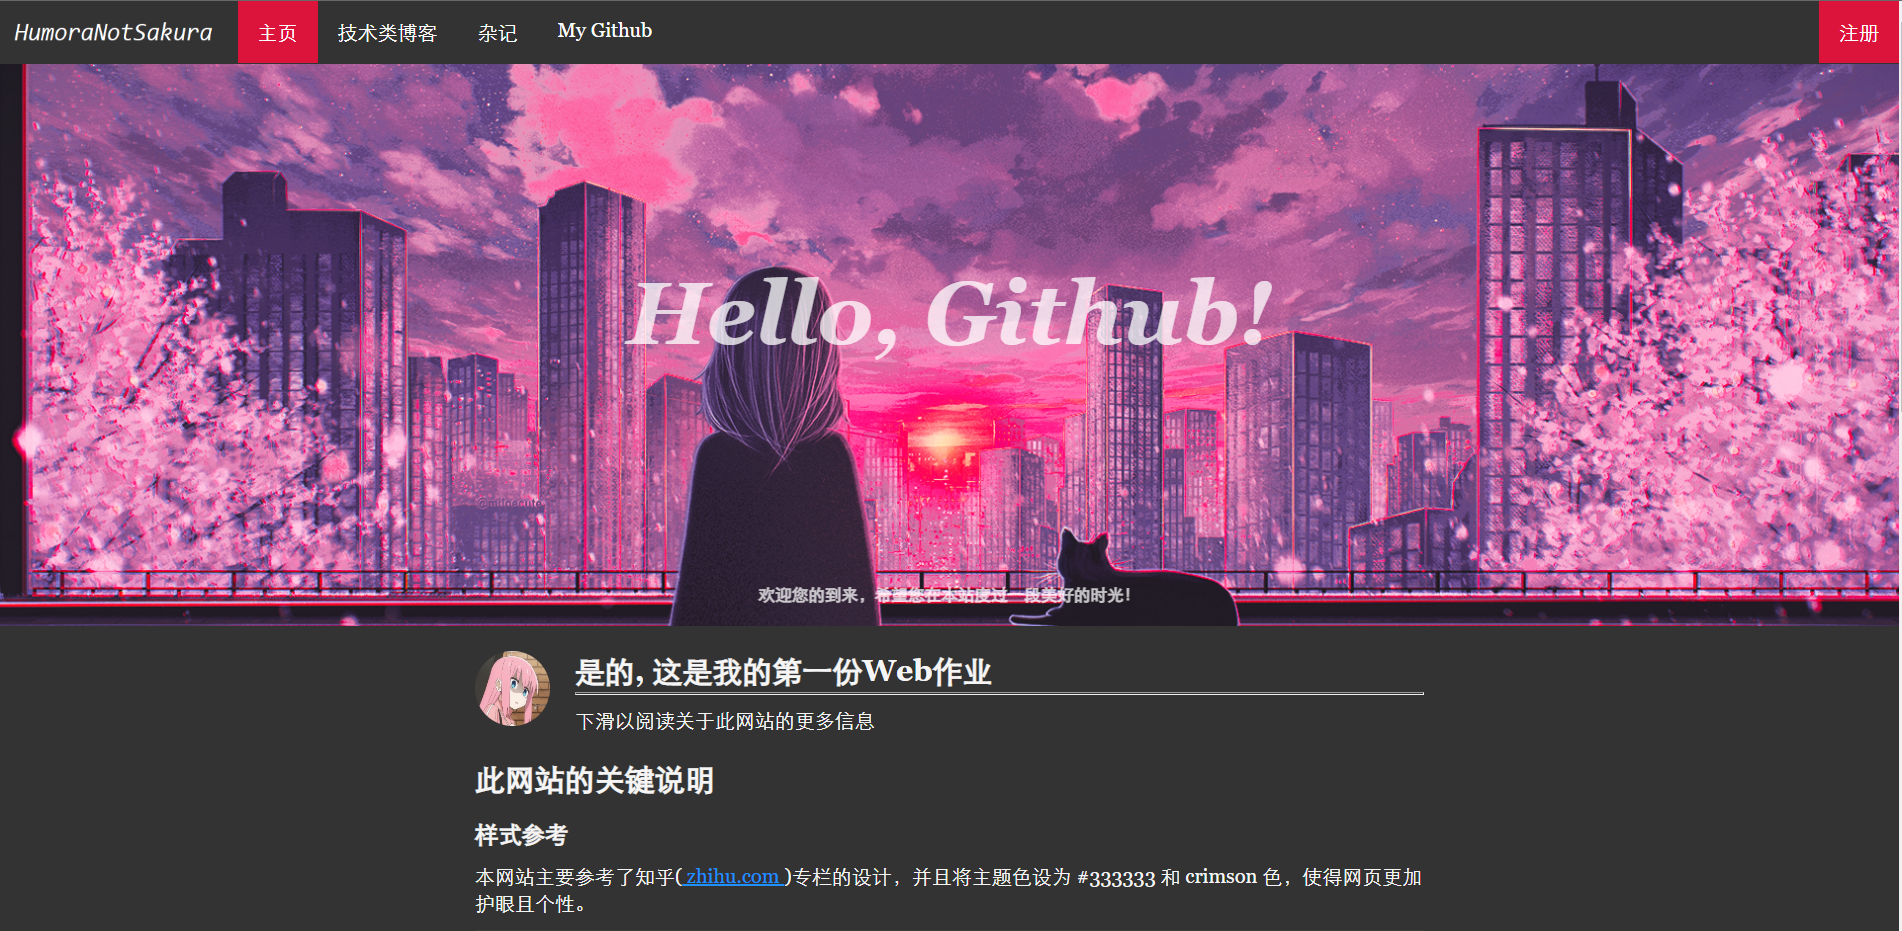 HumoraNotSakura 主页 技术类博客 杂记 My Github 注册
Hello, Github!
欢迎您的到来，希望您在本站度过一段美好的时光！
是的, 这是我的第一份Web作业
下滑以阅读关于此网站的更多信息
此网站的关键说明
样式参考
本网站主要参考了知乎( zhihu.com )专栏的设计，并且将主题色设为 #333333 和 crimson 色，使得网页更加
护眼且个性。